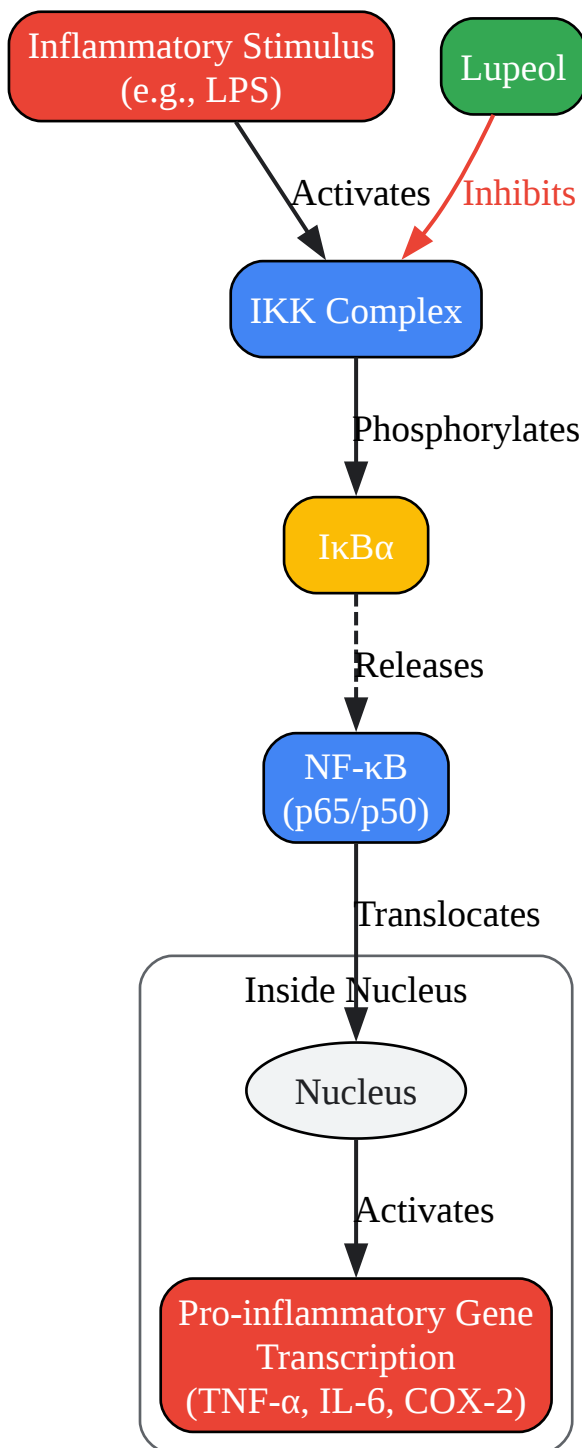 Inflammatory Stimulus
(e.g., LPS)
Lupeol
Activates
Inhibits
IKK Complex
Phosphorylates
IκBα
Releases
NF-κB
(p65/p50)
Translocates
Inside Nucleus
Nucleus
Activates
Pro-inflammatory Gene
Transcription
(TNF-α, IL-6, COX-2)